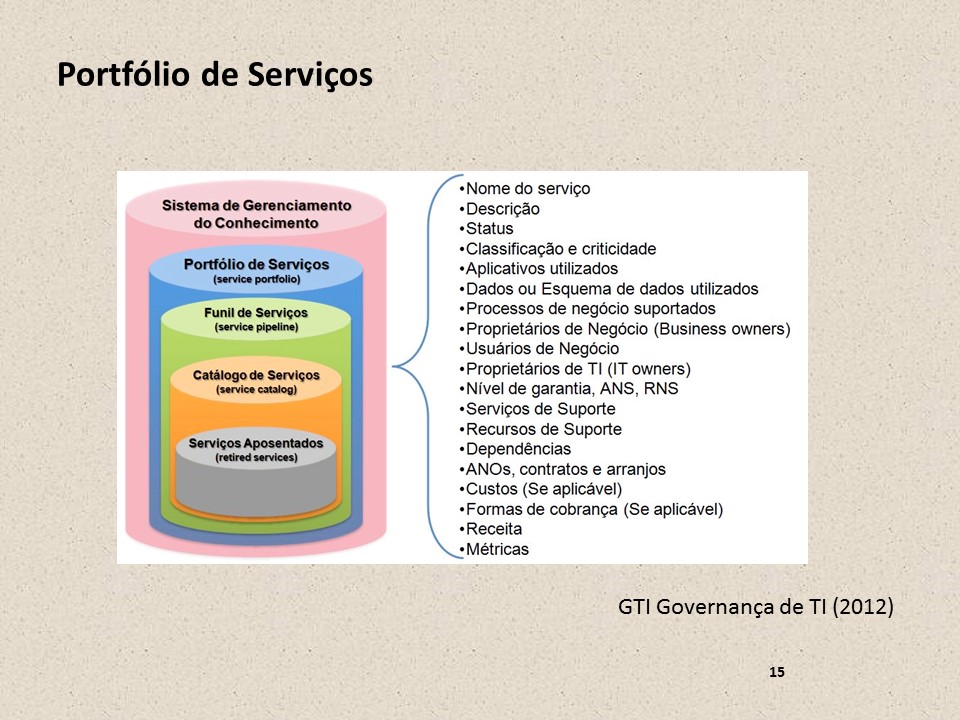 Portfólio de Serviços
Sistema de Gerenciamento
do Conhecimento
Portfólio de Serviços
(service portfolio)
Funil de Serviços
(service pipeline)
Catálogo de Serviços
(service catalog)
Serviços Aposentados
(retired services)
•Nome do serviço
•Descrição
•Status
•Classificação e criticidade
•Aplicativos utilizados
•Dados ou Esquema de dados utilizados
•Processos de negócio suportados
•Proprietários de Negócio (Business owners)
•Usuários de Negócio
•Proprietários de TI (IT owners)
•Nível de garantia, ANS, RNS
•Serviços de Suporte
•Recursos de Suporte
•Dependências
•ANOs, contratos e arranjos
•Custos (Se aplicável)
•Formas de cobrança (Se aplicável)
•Receita
•Métricas
GTI Governança de TI (2012)
15